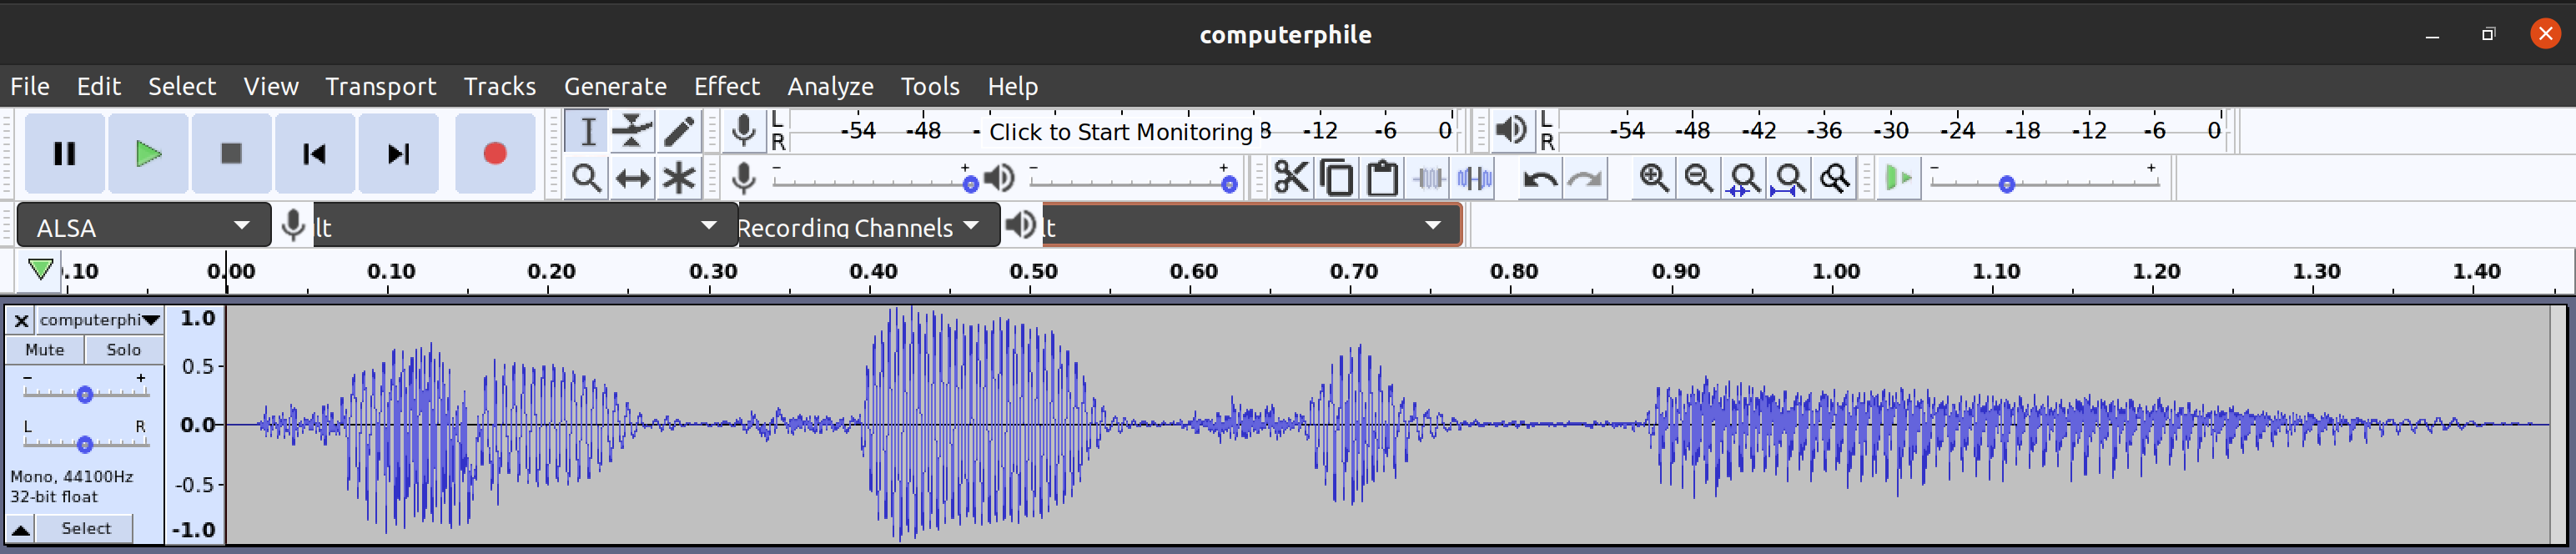 computerphile
File Edit Select View Transport Tracks Generate Effect Analyze Tools Help
L -54 -48 - Click to Start Monitoring 8 -12 -6 0 L -54 -48 -42 -36 -30 -24 -18 -12 -6 0
R R
- + - + - +
ALSA lt Recording Channels lt
.10 0.00 0.10 0.20 0.30 0.40 0.50 0.60 0.70 0.80 0.90 1.00 1.10 1.20 1.30 1.40
X computerphi 1.0
Mute Solo
0.5
- +
L R
0.0
Mono, 44100Hz
32-bit float
-0.5
Select
-1.0